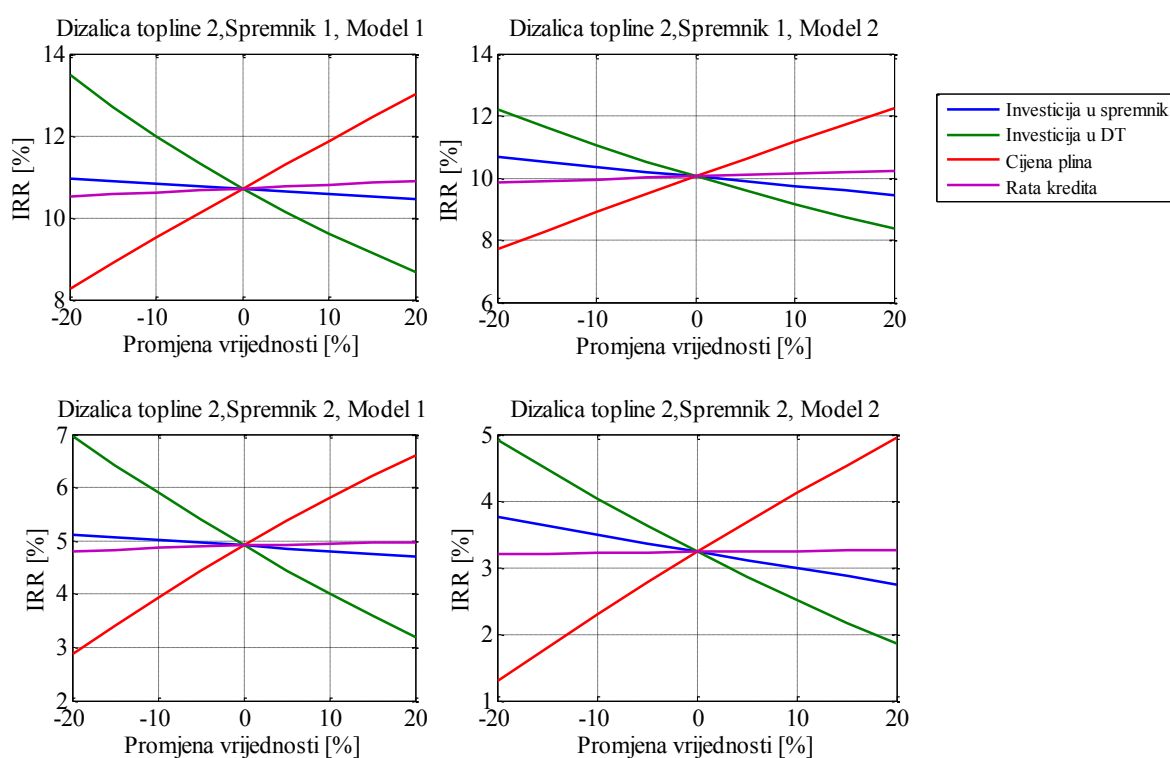 Dizalica topline 2,Spremnik 1, Model 1
14
12
10
8
IRR [%]
-20 -10 0 10 20
Promjena vrijednosti [%]
Dizalica topline 2,Spremnik 1, Model 2
14
12
10
8
6
IRR [%]
-20 -10 0 10 20
Promjena vrijednosti [%]
Investicija u spremnik
Investicija u DT
Cijena plina
Rata kredita
Dizalica topline 2,Spremnik 2, Model 1
7
6
5
4
3
2
IRR [%]
-20 -10 0 10 20
Promjena vrijednosti [%]
Dizalica topline 2,Spremnik 2, Model 2
5
4
3
2
1
IRR [%]
-20 -10 0 10 20
Promjena vrijednosti [%]